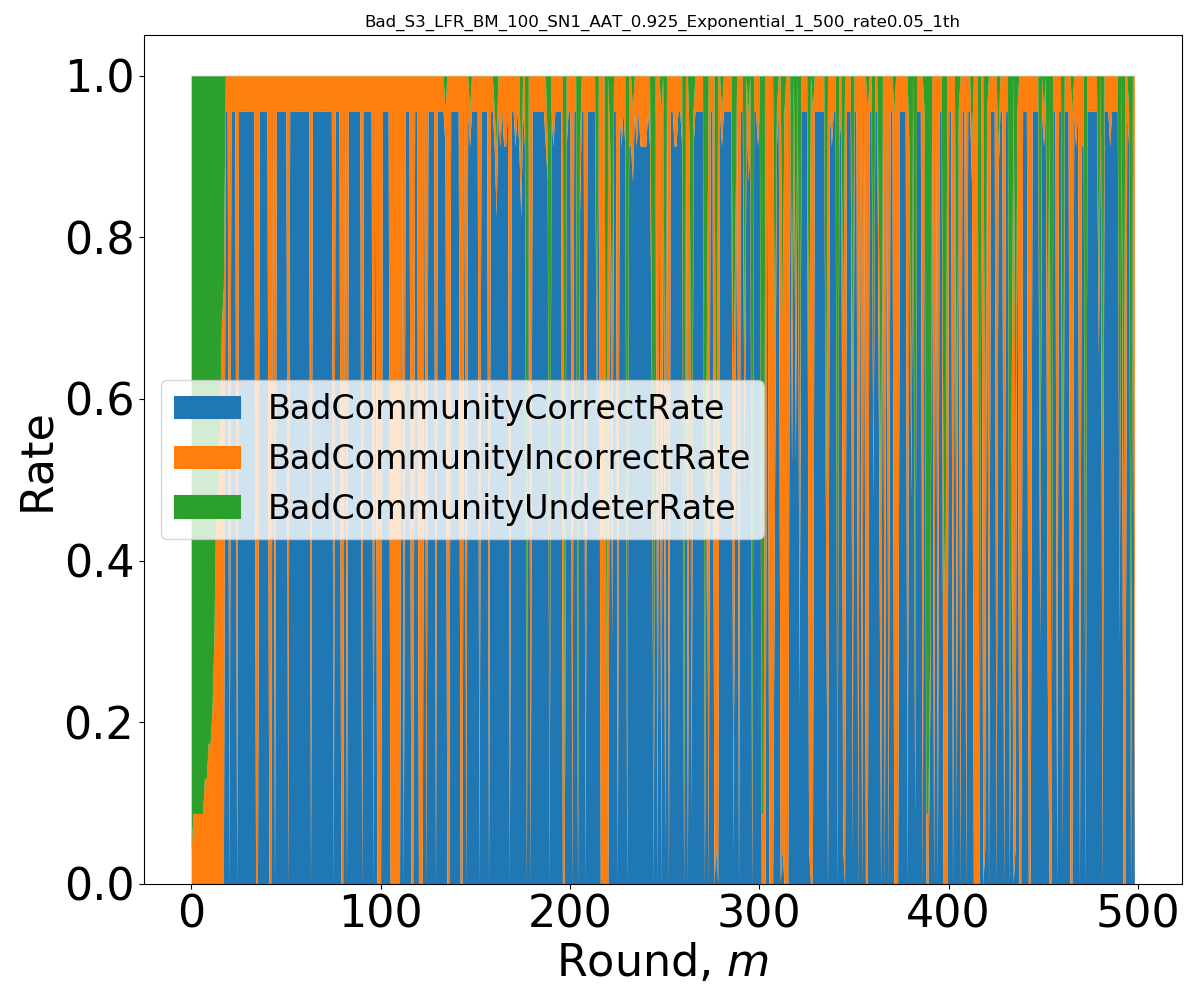 Bad_S3_LFR_BM_100_SN1_AAT_0.925_Exponential_1_500_rate0.05_1th
1.0
0.8
0.6
0.4
0.2
0.0
Rate
BadCommunityCorrectRate
BadCommunityIncorrectRate
BadCommunityUndeterRate
0 100 200 300 400 500
Round, m